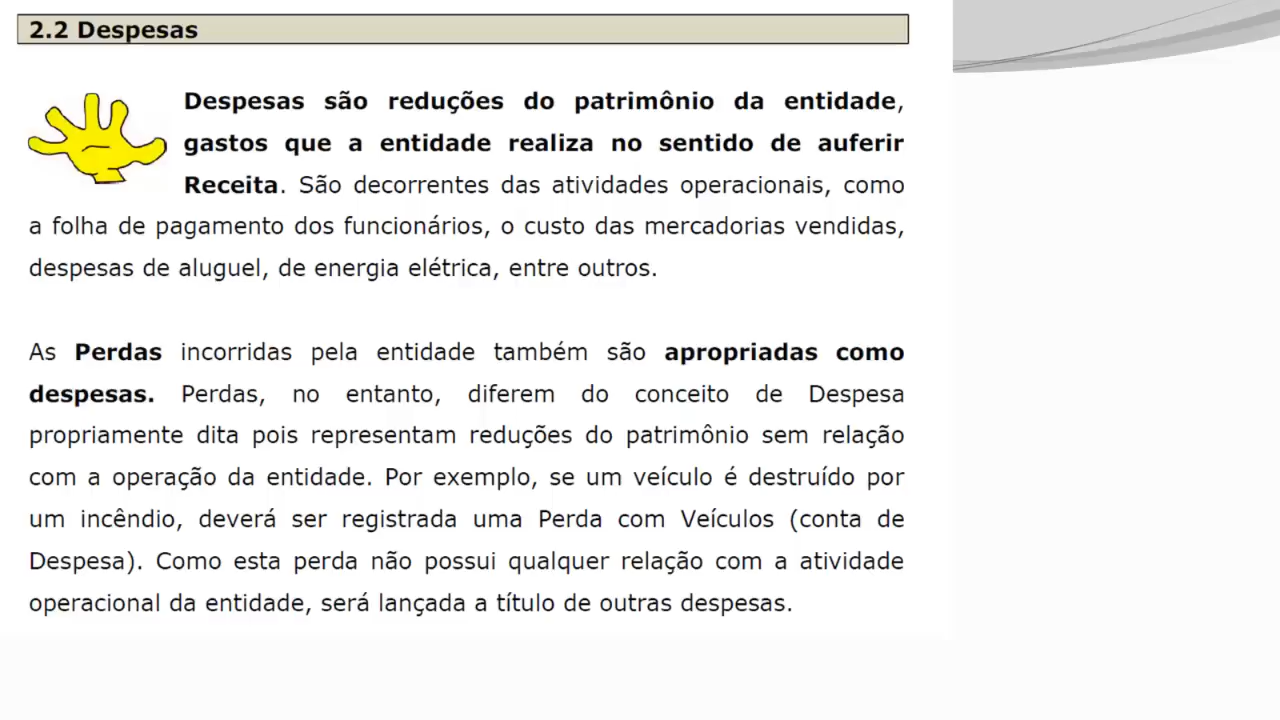 2.2 Despesas
Despesas são reduções do patrimônio da entidade,
gastos que a entidade realiza no sentido de auferir
Receita. São decorrentes das atividades operacionais, como
a folha de pagamento dos funcionários, o custo das mercadorias vendidas,
despesas de aluguel, de energia elétrica, entre outros.
As Perdas incorridas pela entidade também são apropriadas como
despesas. Perdas, no entanto, diferem do conceito de Despesa
propriamente dita pois representam reduções do patrimônio sem relação
com a operação da entidade. Por exemplo, se um veículo é destruído por
um incêndio, deverá ser registrada uma Perda com Veículos (conta de
Despesa). Como esta perda não possui qualquer relação com a atividade
operacional da entidade, será lançada a título de outras despesas.